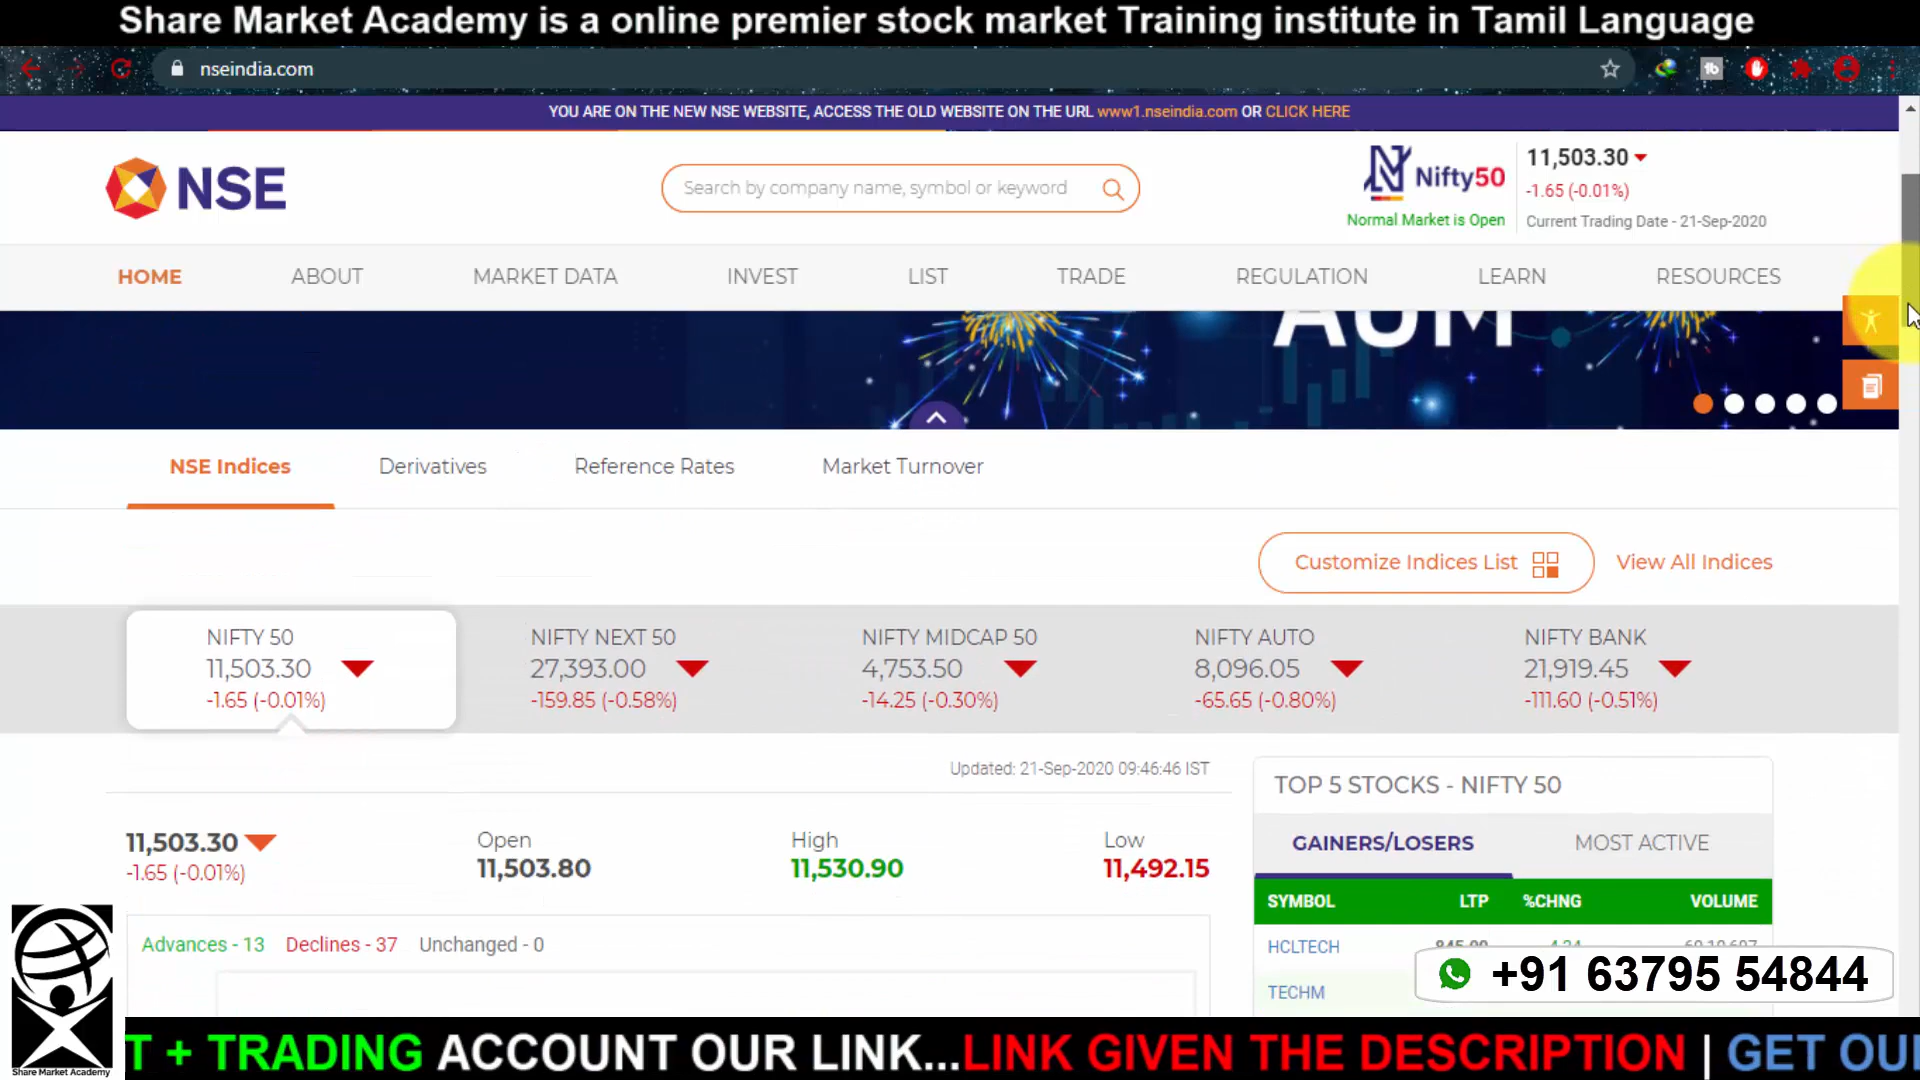 Share Market Academy is a online premier stock market Training institute in Tamil Language
nseindia.com
YOU ARE ON THE NEW NSE WEBSITE, ACCESS THE OLD WEBSITE ON THE URL www1.nseindia.com OR CLICK HERE
NSE
Search by company name, symbol or keyword
Nifty50
Normal Market is Open
11,503.30
-1.65 (-0.01%)
Current Trading Date - 21-Sep-2020
HOME ABOUT MARKET DATA INVEST LIST TRADE REGULATION LEARN RESOURCES
AUM
NSE Indices Derivatives Reference Rates Market Turnover
Customize Indices List View All Indices
NIFTY 50 NIFTY NEXT 50 NIFTY MIDCAP 50 NIFTY AUTO NIFTY BANK
11,503.30 27,393.00 4,753.50 8,096.05 21,919.45
-1.65 (-0.01%) -159.85 (-0.58%) -14.25 (-0.30%) -65.65 (-0.80%) -111.60 (-0.51%)
Updated: 21-Sep-2020 09:46:46 IST
11,503.30 Open High Low
-1.65 (-0.01%) 11,503.80 11,530.90 11,492.15
Advances - 13 Declines - 37 Unchanged - 0
TOP 5 STOCKS - NIFTY 50
GAINERS/LOSERS MOST ACTIVE
SYMBOL LTP %CHNG VOLUME
HCLTECH
TECHM
+91 63795 54844
Share Market Academy
T + TRADING ACCOUNT OUR LINK...LINK GIVEN THE DESCRIPTION | GET OU